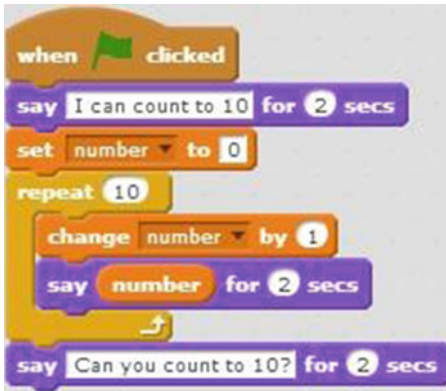 when clicked
say I can count to 10 for 2 secs
set number to 0
repeat 10
change number by 1
say number for 2 secs
say Can you count to 10? for 2 secs